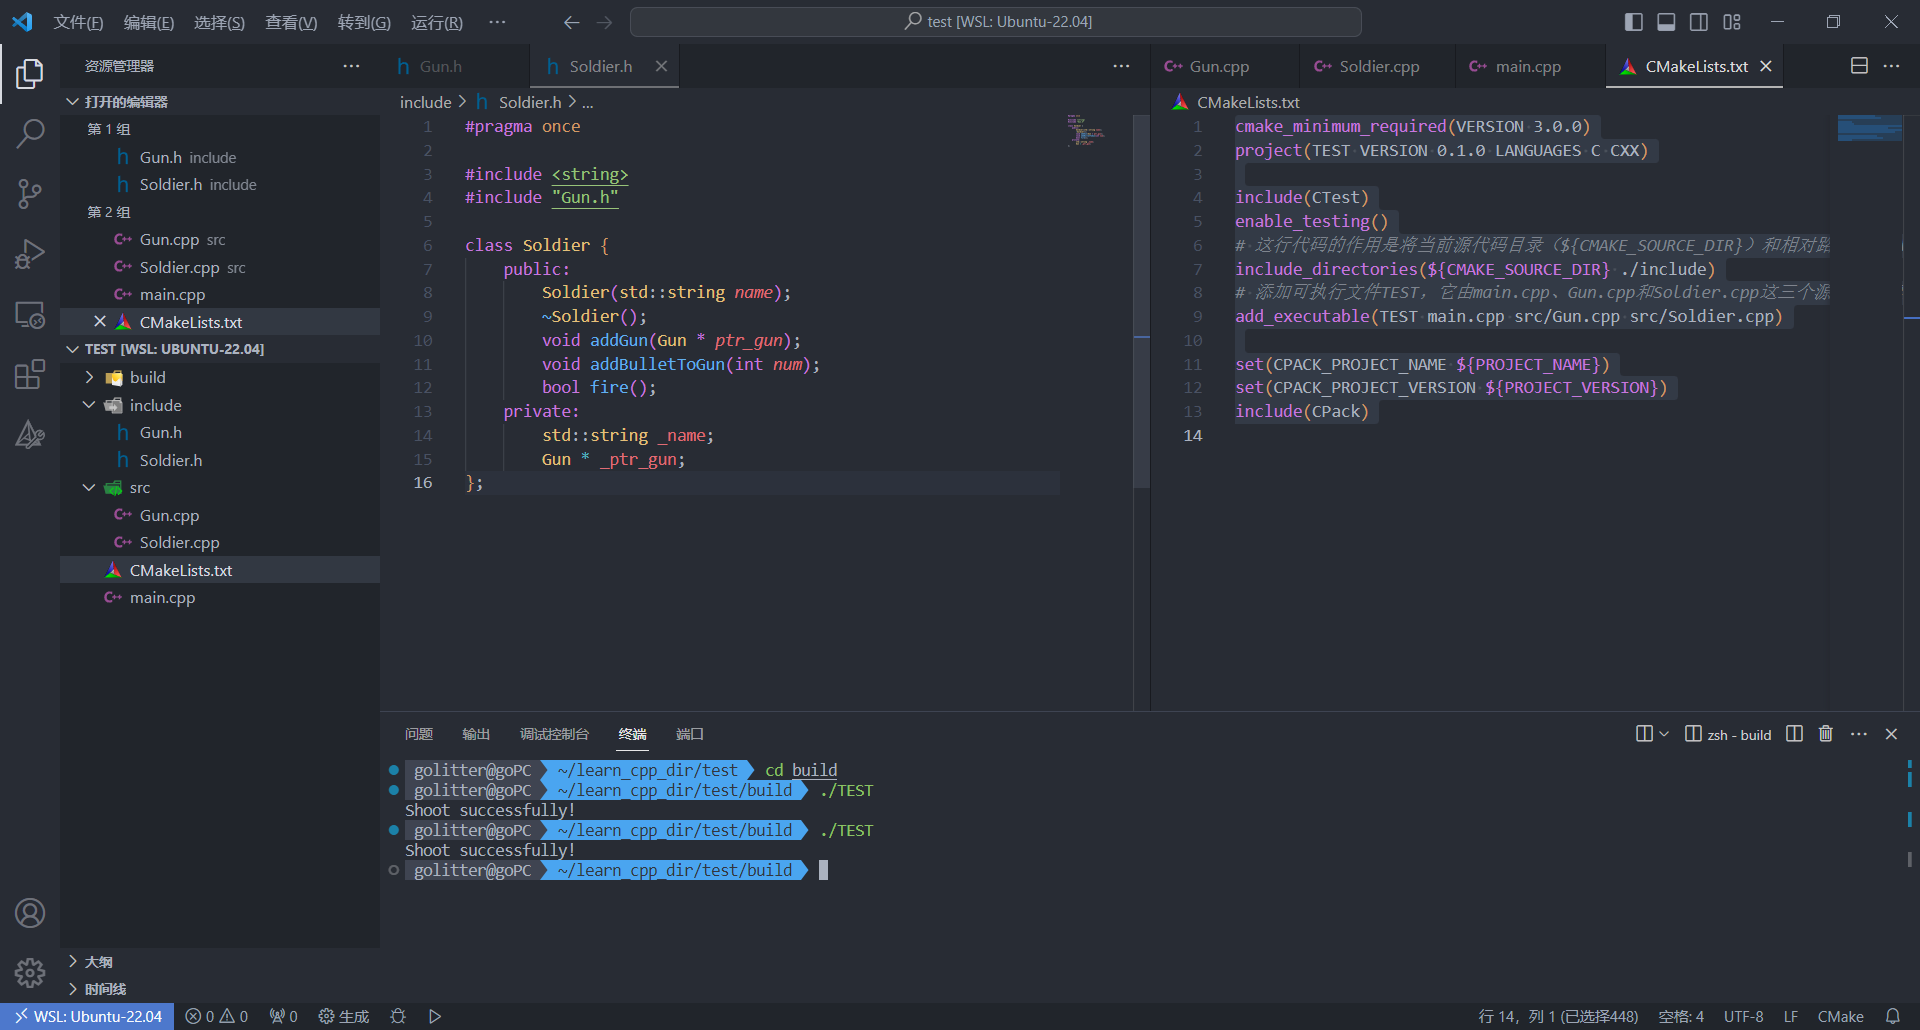 文件(F) 编辑(E) 选择(S) 查看(V) 转到(G) 运行(R) ···
test [WSL: Ubuntu-22.04]
资源管理器
打开的编辑器
第 1 组
Gun.h include
Soldier.h include
第 2 组
Gun.cpp src
Soldier.cpp src
main.cpp
CMakeLists.txt
TEST [WSL: UBUNTU-22.04]
build
include
Gun.h
Soldier.h
src
Gun.cpp
Soldier.cpp
CMakeLists.txt
main.cpp
大纲
时间线
Gun.h Soldier.h
include > Soldier.h > ...
1 #pragma once
2
3 #include <string>
4 #include "Gun.h"
5
6 class Soldier {
7 public:
8 Soldier(std::string name);
9 ~Soldier();
10 void addGun(Gun * ptr_gun);
11 void addBulletToGun(int num);
12 bool fire();
13 private:
14 std::string _name;
15 Gun * _ptr_gun;
16 };
Gun.cpp Soldier.cpp main.cpp CMakeLists.txt
CMakeLists.txt
1 cmake_minimum_required(VERSION 3.0.0)
2 project(TEST VERSION 0.1.0 LANGUAGES C CXX)
3
4 include(CTest)
5 enable_testing()
6 # 这行代码的作用是将当前源代码目录（${CMAKE_SOURCE_DIR}）和相对路
7 include_directories(${CMAKE_SOURCE_DIR} ./include)
8 # 添加可执行文件TEST，它由main.cpp、Gun.cpp和Soldier.cpp这三个源
9 add_executable(TEST main.cpp src/Gun.cpp src/Soldier.cpp)
10
11 set(CPACK_PROJECT_NAME ${PROJECT_NAME})
12 set(CPACK_PROJECT_VERSION ${PROJECT_VERSION})
13 include(CPack)
14
问题 输出 调试控制台 终端 端口
zsh - build
golitter@goPC ~/learn_cpp_dir/test cd build
golitter@goPC ~/learn_cpp_dir/test/build ./TEST
Shoot successfully!
golitter@goPC ~/learn_cpp_dir/test/build ./TEST
Shoot successfully!
golitter@goPC ~/learn_cpp_dir/test/build
WSL: Ubuntu-22.04 0 0 0 生成
行 14，列 1 (已选择448) 空格: 4 UTF-8 LF CMake